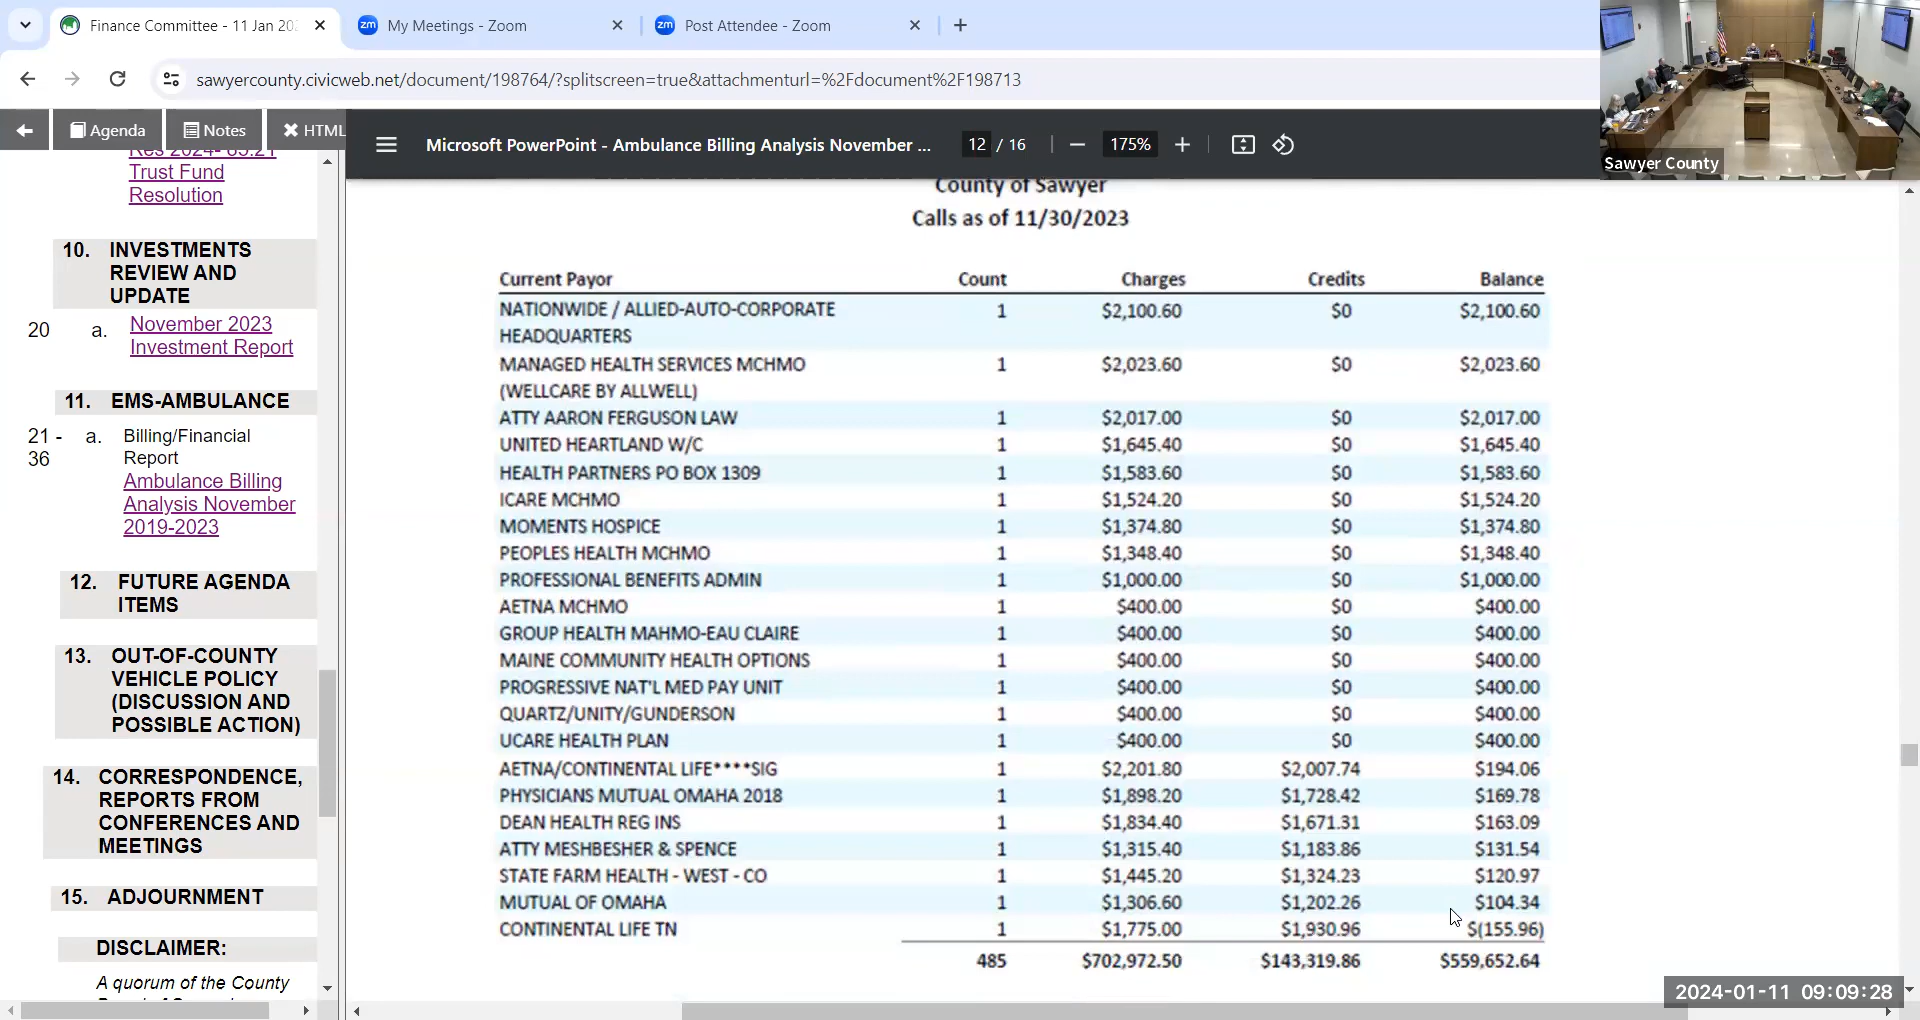 Finance Committee - 11 Jan 202
My Meetings - Zoom
Post Attendee - Zoom
sawyercounty.civicweb.net/document/198764/?splitscreen=true&attachmenturl=%2Fdocument%2F198713
Sawyer County
Agenda
Notes
HTML
Microsoft PowerPoint - Ambulance Billing Analysis November ...
12 / 16
175%
Trust Fund
Resolution
10. INVESTMENTS
REVIEW AND
UPDATE
20 a. November 2023
Investment Report
11. EMS-AMBULANCE
21 - a. Billing/Financial
36 Report
Ambulance Billing
Analysis November
2019-2023
12. FUTURE AGENDA
ITEMS
13. OUT-OF-COUNTY
VEHICLE POLICY
(DISCUSSION AND
POSSIBLE ACTION)
14. CORRESPONDENCE,
REPORTS FROM
CONFERENCES AND
MEETINGS
15. ADJOURNMENT
DISCLAIMER:
A quorum of the County
County of Sawyer
Calls as of 11/30/2023
Current Payor Count Charges Credits Balance
NATIONWIDE / ALLIED-AUTO-CORPORATE 1 $2,100.60 $0 $2,100.60
HEADQUARTERS
MANAGED HEALTH SERVICES MCHMO 1 $2,023.60 $0 $2,023.60
(WELLCARE BY ALLWELL)
ATTY AARON FERGUSON LAW 1 $2,017.00 $0 $2,017.00
UNITED HEARTLAND W/C 1 $1,645.40 $0 $1,645.40
HEALTH PARTNERS PO BOX 1309 1 $1,583.60 $0 $1,583.60
ICARE MCHMO 1 $1,524.20 $0 $1,524.20
MOMENTS HOSPICE 1 $1,374.80 $0 $1,374.80
PEOPLES HEALTH MCHMO 1 $1,348.40 $0 $1,348.40
PROFESSIONAL BENEFITS ADMIN 1 $1,000.00 $0 $1,000.00
AETNA MCHMO 1 $400.00 $0 $400.00
GROUP HEALTH MAHMO-EAU CLAIRE 1 $400.00 $0 $400.00
MAINE COMMUNITY HEALTH OPTIONS 1 $400.00 $0 $400.00
PROGRESSIVE NAT'L MED PAY UNIT 1 $400.00 $0 $400.00
QUARTZ/UNITY/GUNDERSON 1 $400.00 $0 $400.00
UCARE HEALTH PLAN 1 $400.00 $0 $400.00
AETNA/CONTINENTAL LIFE****SIG 1 $2,201.80 $2,007.74 $194.06
PHYSICIANS MUTUAL OMAHA 2018 1 $1,898.20 $1,728.42 $169.78
DEAN HEALTH REG INS 1 $1,834.40 $1,671.31 $163.09
ATTY MESHBESHER & SPENCE 1 $1,315.40 $1,183.86 $131.54
STATE FARM HEALTH - WEST - CO 1 $1,445.20 $1,324.23 $120.97
MUTUAL OF OMAHA 1 $1,306.60 $1,202.26 $104.34
CONTINENTAL LIFE TN 1 $1,775.00 $1,930.96 $(155.96)
485 $702,972.50 $143,319.86 $559,652.64
2024-01-11 09:09:28